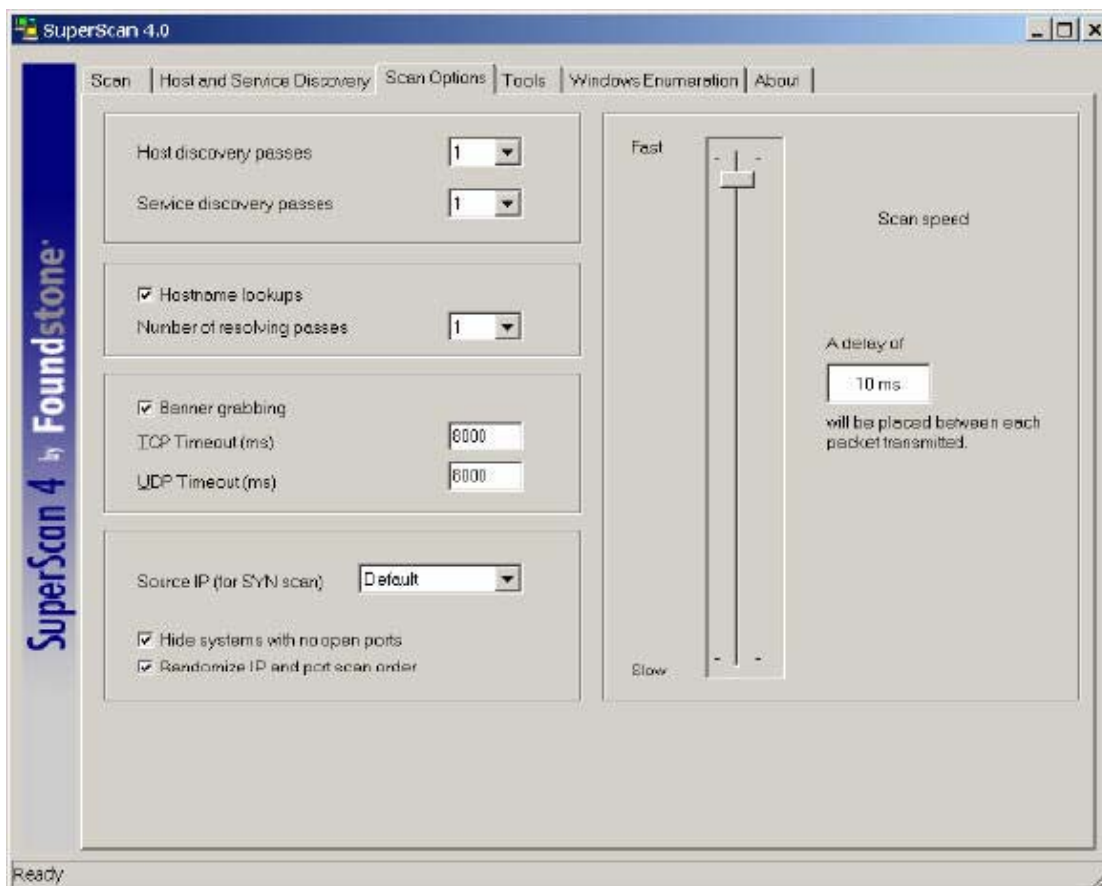 SuperScan 4.0
Scan
Host and Service Discovery
Scan Options
Tools
Windows Enumeration
About
SuperScan 4 by Foundstone
Host discovery passes
1
Service discovery passes
1
Hostname lookups
Number of resolving passes
1
Banner grabbing
TCP Timeout (ms)
8000
UDP Timeout (ms)
8000
Source IP (for SYN scan)
Default
Hide systems with no open ports
Randomize IP and port scan order
Fast
Slow
Scan speed
A delay of
10 ms
will be placed between each
packet transmitted.
Ready